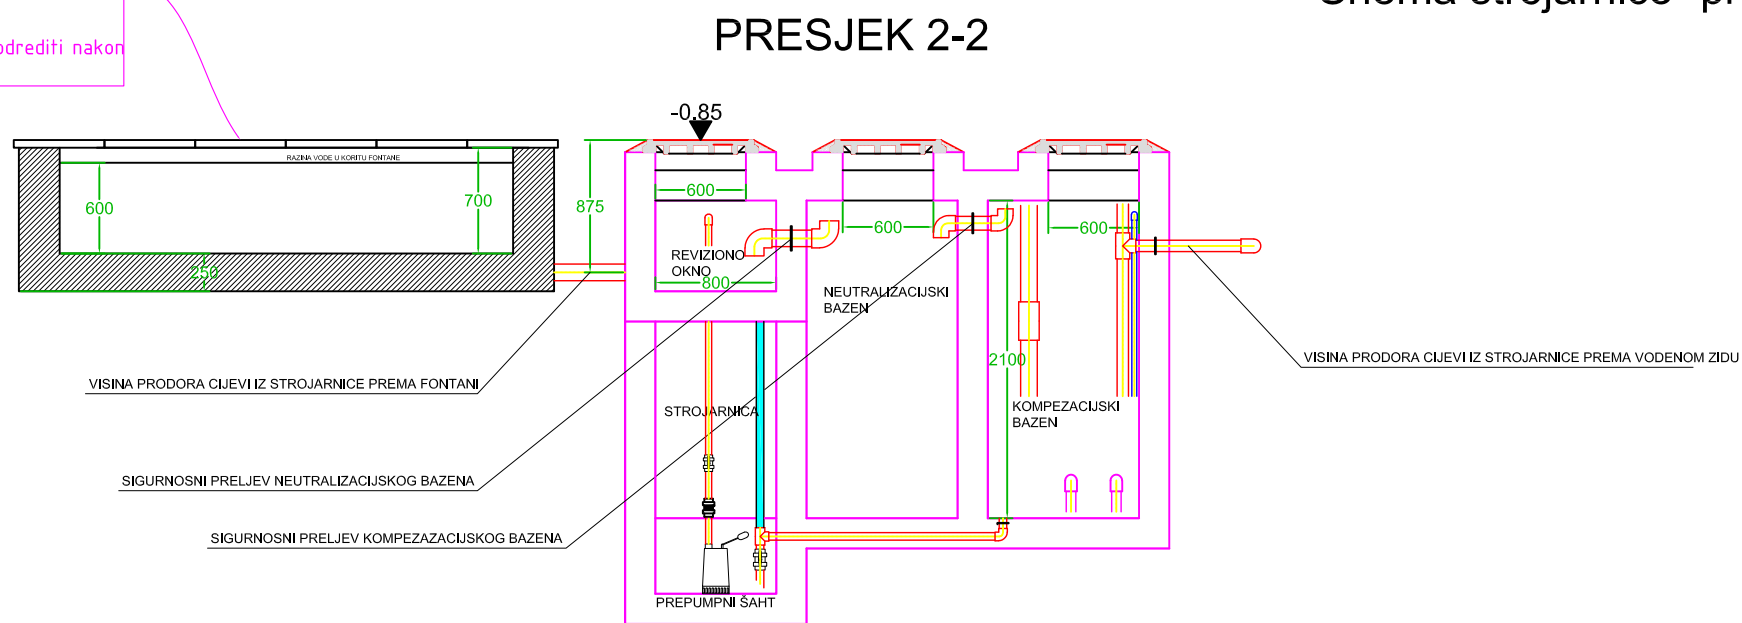 odrediti nakon
PRESJEK 2-2
-0.85
RAZINA VODE U KORITU FONTANE
600
700
875
250
600
REVIZIONO
OKNO
800
600
NEUTRALIZACIJSKI
BAZEN
600
2100
VISINA PRODORA CIJEVI IZ STROJARNICE PREMA VODENOM ZIDU
VISINA PRODORA CIJEVI IZ STROJARNICE PREMA FONTANI
STROJARNICA
KOMPEZACIJSKI
BAZEN
SIGURNOSNI PRELJEV NEUTRALIZACIJSKOG BAZENA
SIGURNOSNI PRELJEV KOMPEZAZACIJSKOG BAZENA
PREPUMPNI ŠAHT